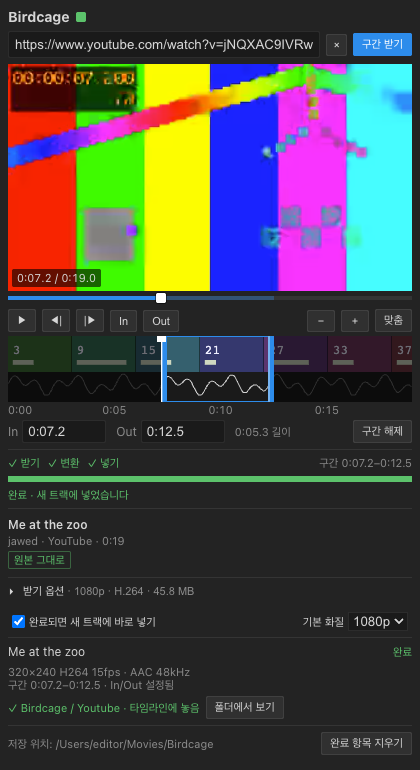 Birdcage
https://www.youtube.com/watch?v=jNQXAC9IVRw × 구간 받기
00:00:07.200
0:07.2 / 0:19.0
In Out − + 맞춤
3 9 15 21 27 33 37
0:00 0:05 0:10 0:15
In 0:07.2 Out 0:12.5 0:05.3 길이 구간 해제
✓ 받기 ✓ 변환 ✓ 넣기 구간 0:07.2–0:12.5
완료 · 새 트랙에 넣었습니다
Me at the zoo
jawed · YouTube · 0:19
원본 그대로
받기 옵션 · 1080p · H.264 · 45.8 MB
완료되면 새 트랙에 바로 넣기 기본 화질 1080p
Me at the zoo 완료
320×240 H264 15fps · AAC 48kHz
구간 0:07.2–0:12.5 · In/Out 설정됨
✓ Birdcage / Youtube · 타임라인에 놓음 폴더에서 보기
저장 위치: /Users/editor/Movies/Birdcage 완료 항목 지우기